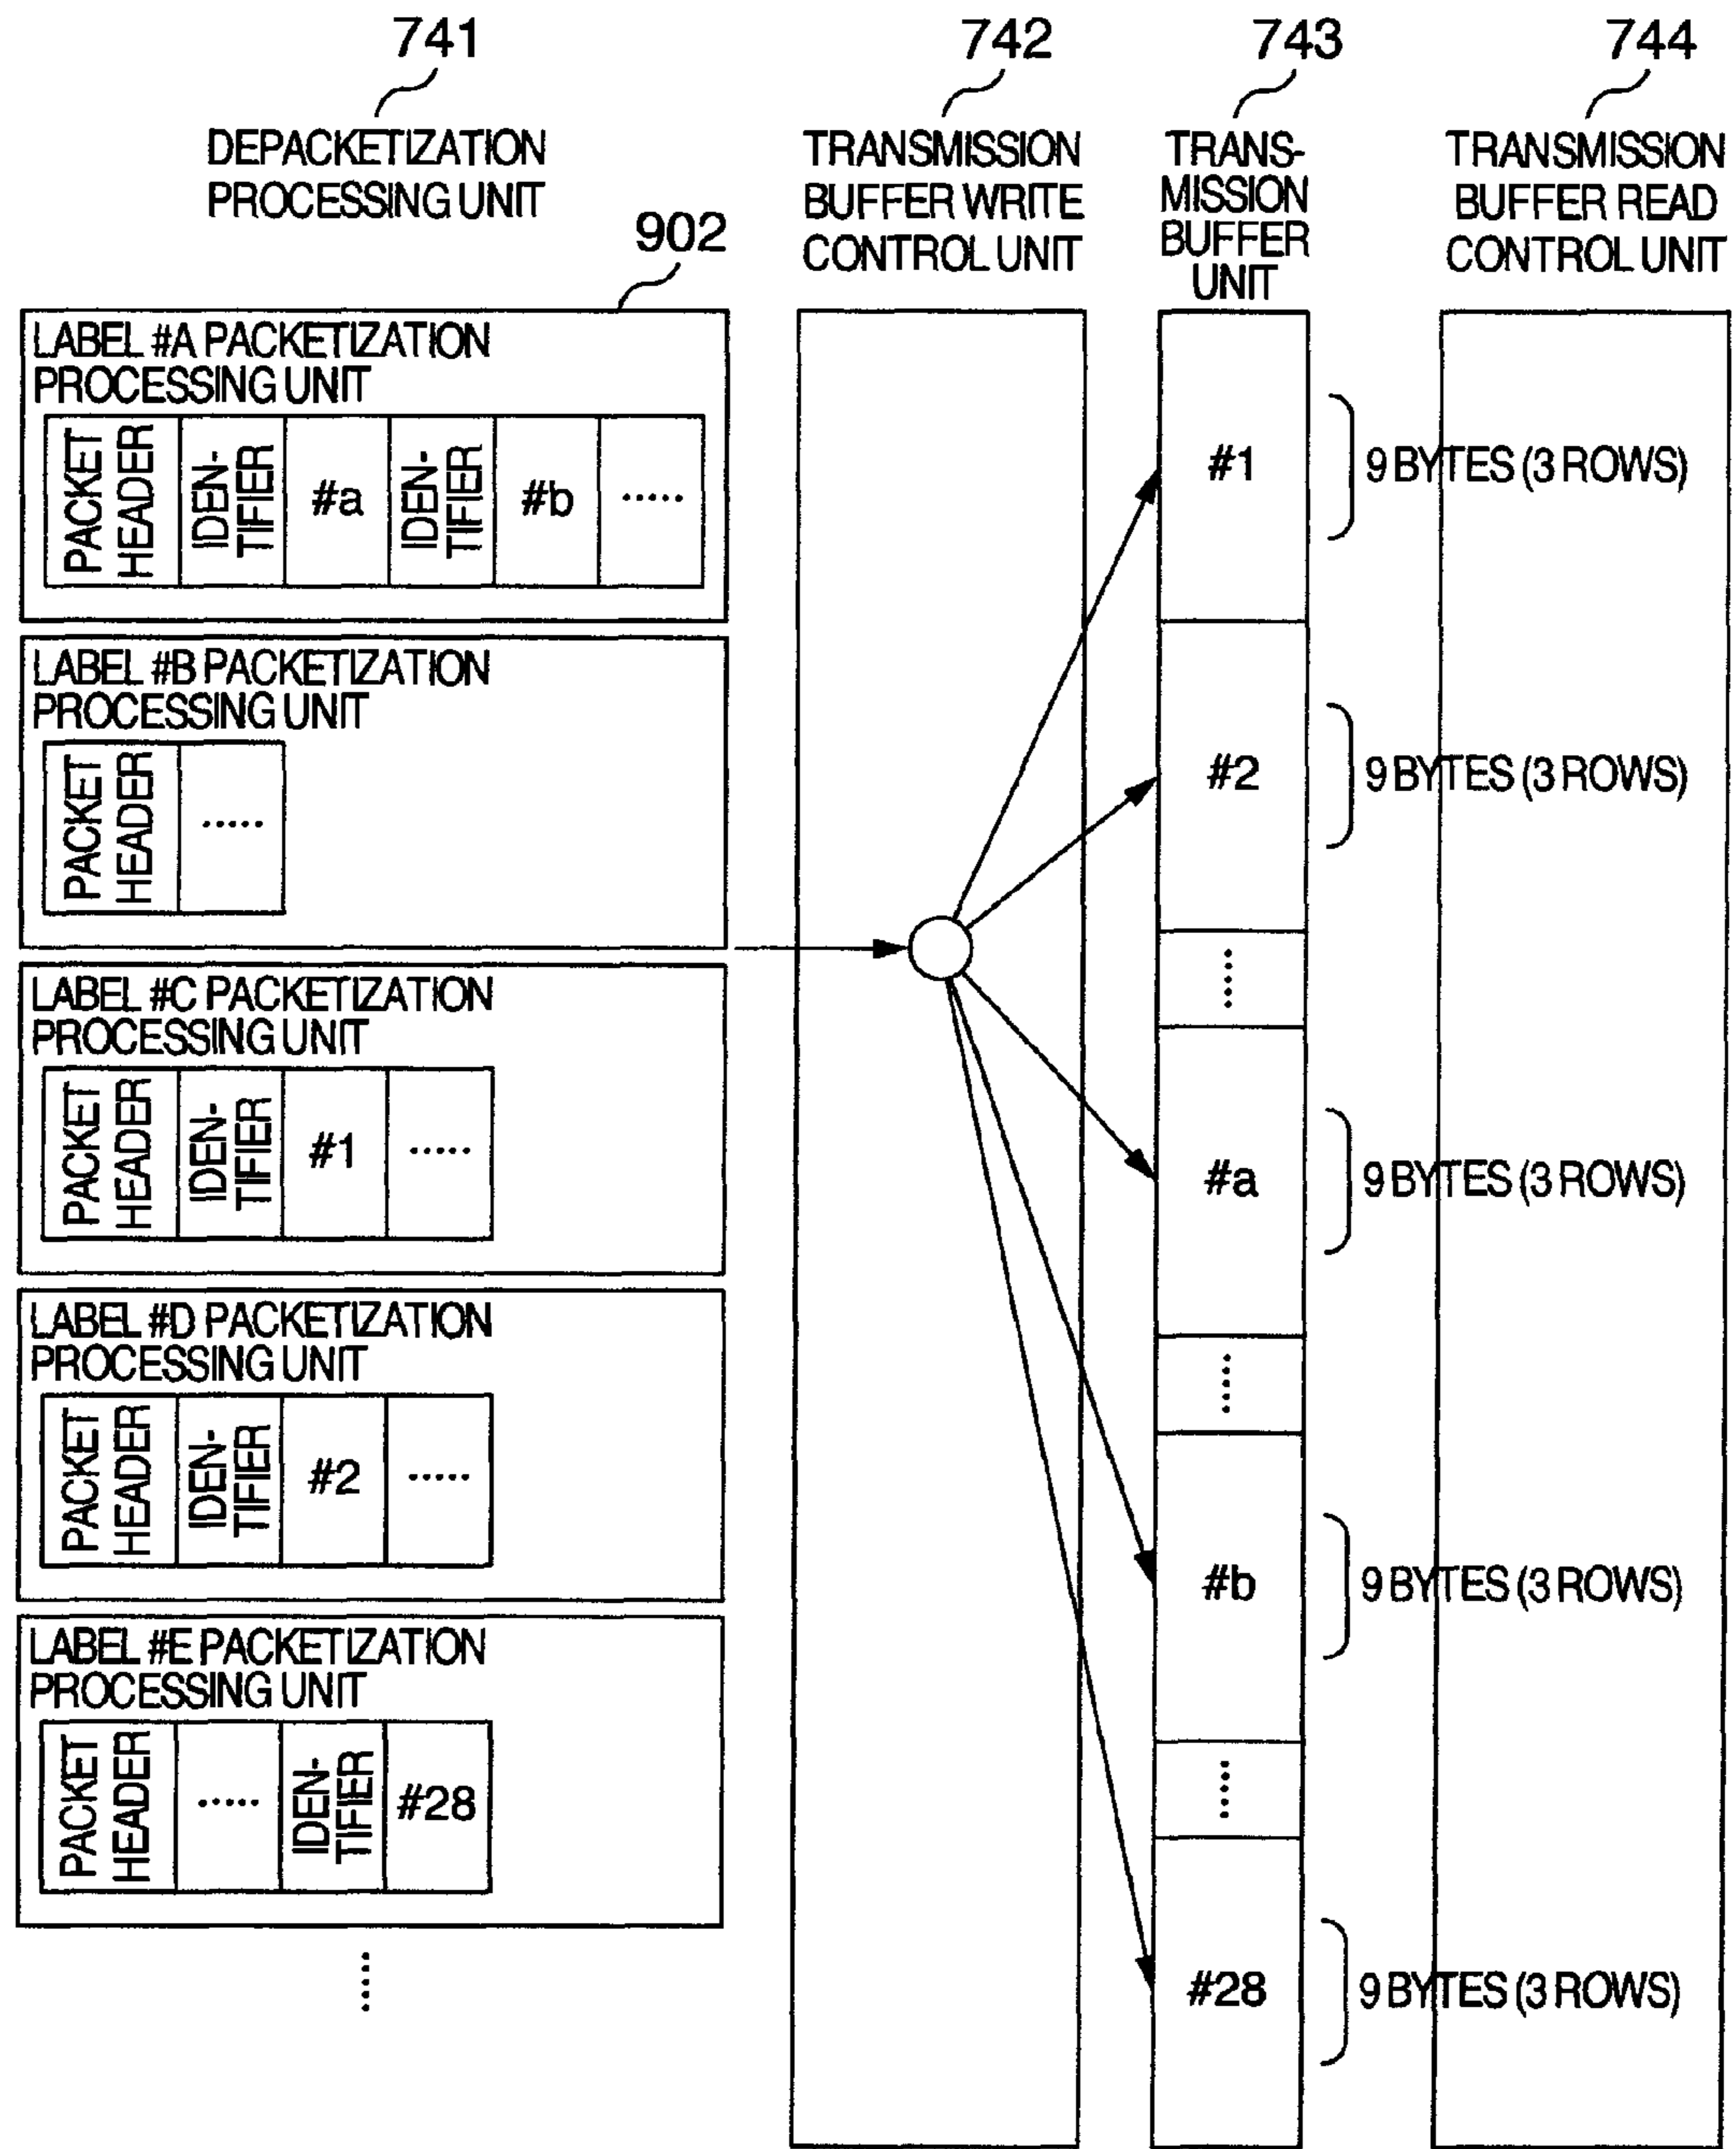 741
742
743
744
DEPACKETIZATION
PROCESSING UNIT
TRANSMISSION
BUFFER WRITE
CONTROL UNIT
TRANS-
MISSION
BUFFER
UNIT
TRANSMISSION
BUFFER READ
CONTROL UNIT
902
LABEL #A PACKETIZATION
PROCESSING UNIT
PACKET
HEADER
IDEN-
TIFIER
#a
IDEN-
TIFIER
#b
.....
LABEL #B PACKETIZATION
PROCESSING UNIT
PACKET
HEADER
.....
LABEL #C PACKETIZATION
PROCESSING UNIT
PACKET
HEADER
IDEN-
TIFIER
#1
.....
LABEL #D PACKETIZATION
PROCESSING UNIT
PACKET
HEADER
IDEN-
TIFIER
#2
.....
LABEL #E PACKETIZATION
PROCESSING UNIT
PACKET
HEADER
.....
IDEN-
TIFIER
#28
.....
#1
9 BYTES (3 ROWS)
#2
9 BYTES (3 ROWS)
.....
#a
9 BYTES (3 ROWS)
.....
#b
9 BYTES (3 ROWS)
.....
#28
9 BYTES (3 ROWS)